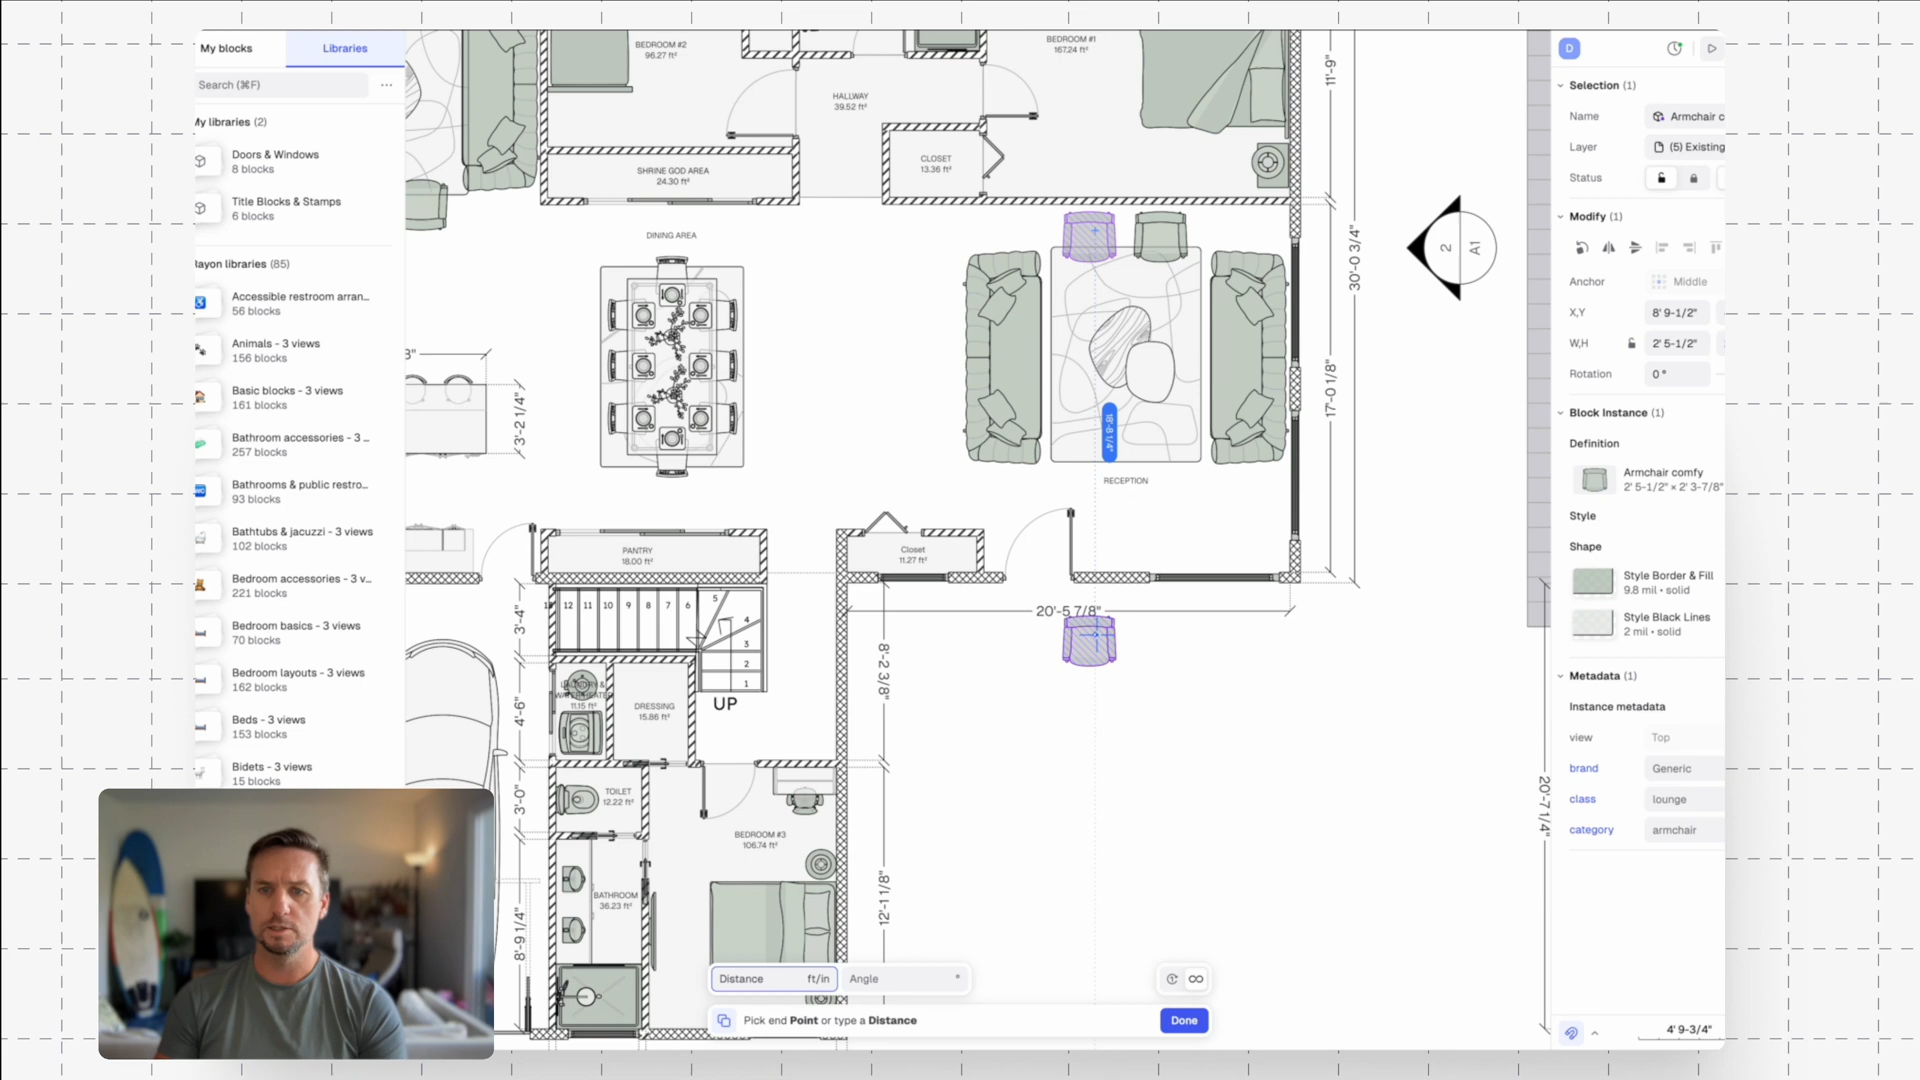 My blocks
Libraries
Search (⌘F)
My libraries (2)
Doors & Windows
8 blocks
Title Blocks & Stamps
6 blocks
Rayon libraries (85)
Accessible restroom arran...
56 blocks
Animals - 3 views
156 blocks
Basic blocks - 3 views
161 blocks
Bathroom accessories - 3 ...
257 blocks
Bathrooms & public restro...
93 blocks
Bathtubs & jacuzzi - 3 views
102 blocks
Bedroom accessories - 3 v...
221 blocks
Bedroom basics - 3 views
70 blocks
Bedroom layouts - 3 views
162 blocks
Beds - 3 views
153 blocks
Bidets - 3 views
15 blocks
BEDROOM #2
96.27 ft²
BEDROOM #1
167.24 ft²
HALLWAY
39.52 ft²
SHRINE GOD AREA
24.30 ft²
CLOSET
13.36 ft²
DINING AREA
RECEPTION
18'-8 1/4"
PANTRY
18.00 ft²
Closet
11.27 ft²
11'-9"
30'-0 3/4"
17'-0 1/8"
2
A1
3'-2 1/4"
20'-5 7/8"
12 11 10 9 8 7 6
5
4
3
2
1
UP
3'-4"
4'-6"
3'-0"
8'-9 1/4"
8'-2 3/8"
12'-1 1/8"
20'-7 1/4"
LAUNDRY &
WATER HEATER
11.15 ft²
DRESSING
15.86 ft²
TOILET
12.22 ft²
BEDROOM #3
106.74 ft²
BATHROOM
36.23 ft²
Distance ft/in
Angle °
Pick end Point or type a Distance
Done
D
Selection (1)
Name
Armchair c
Layer
(5) Existing
Status
Modify (1)
Anchor
Middle
X,Y
8' 9-1/2"
W,H
2' 5-1/2"
Rotation
0 °
Block Instance (1)
Definition
Armchair comfy
2' 5-1/2" × 2' 3-7/8"
Style
Shape
Style Border & Fill
9.8 mil • solid
Style Black Lines
2 mil • solid
Metadata (1)
Instance metadata
view
Top
brand
Generic
class
lounge
category
armchair
4' 9-3/4"